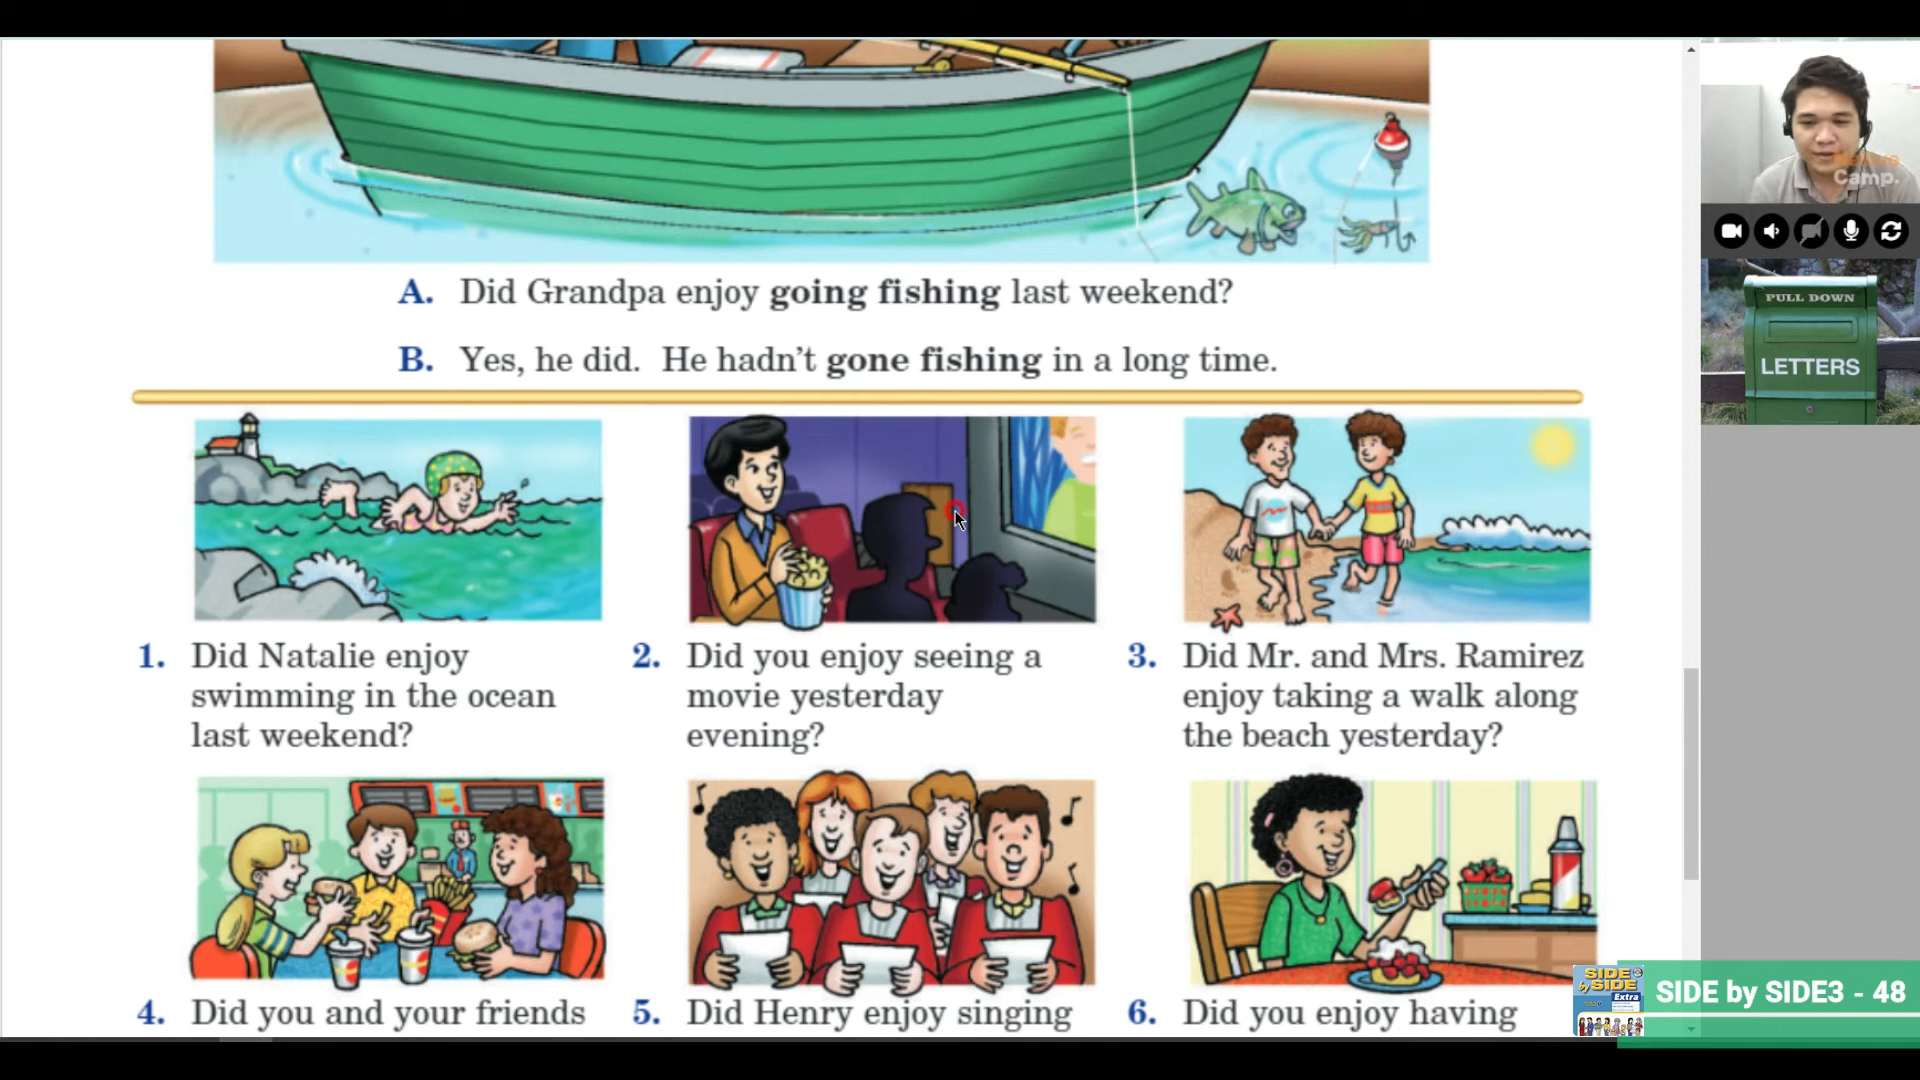 A. Did Grandpa enjoy going fishing last weekend?
B. Yes, he did. He hadn't gone fishing in a long time.
1. Did Natalie enjoy
swimming in the ocean
last weekend?
2. Did you enjoy seeing a
movie yesterday
evening?
3. Did Mr. and Mrs. Ramirez
enjoy taking a walk along
the beach yesterday?
4. Did you and your friends
5. Did Henry enjoy singing
6. Did you enjoy having
Camp.
PULL DOWN
LETTERS
SIDE
by SIDE
Extra
SIDE by SIDE3 - 48